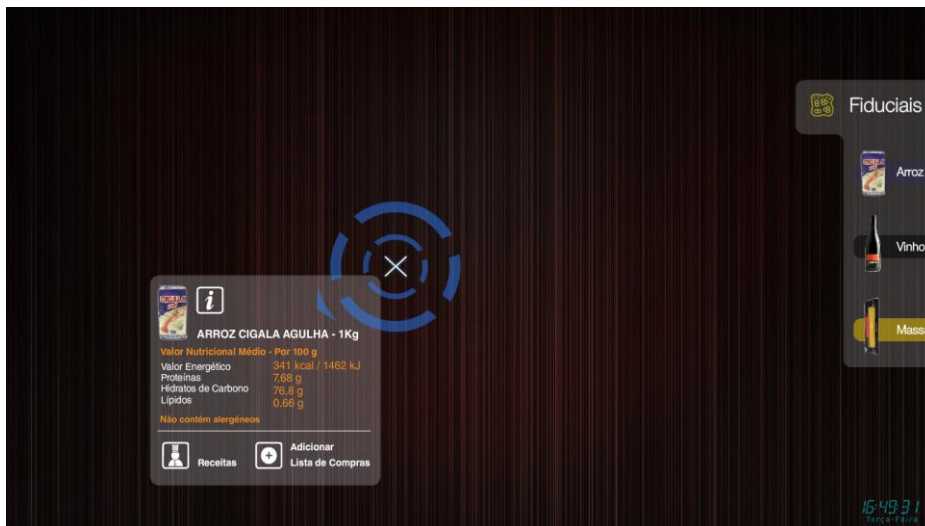 Fiduciais
Arroz
Vinho
Mass
CIGALA
i
ARROZ CIGALA AGULHA - 1Kg
Valor Nutricional Médio - Por 100 g
Valor Energético 341 kcal / 1462 kJ
Proteínas 7,68 g
Hidratos de Carbono 76,8 g
Lípidos 0,66 g
Não contém alergéneos
Receitas
Adicionar
Lista de Compras
16:49:31
Terça-Feira